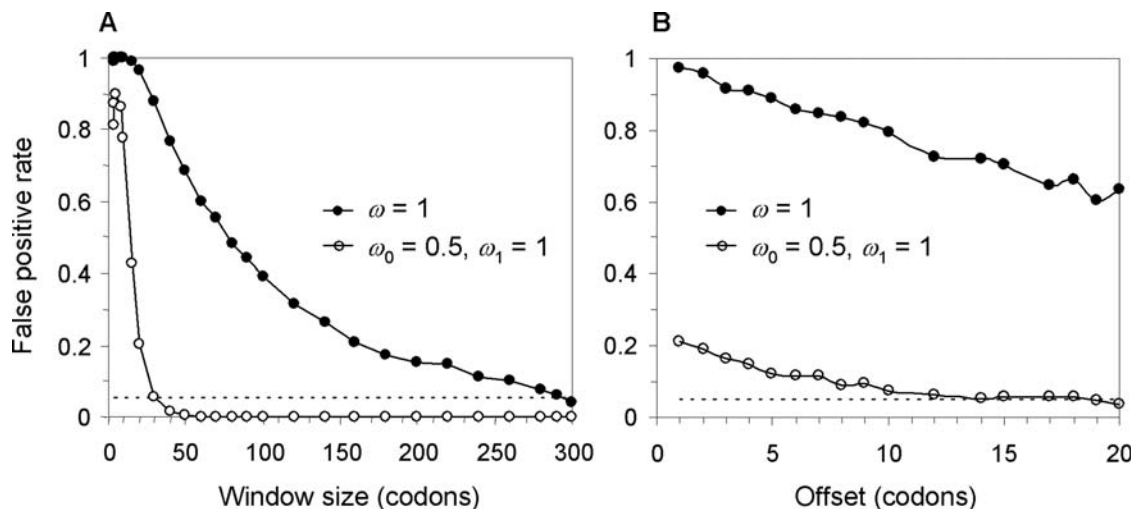 A
False positive rate
1
0.8
0.6
0.4
0.2
0
ω = 1
ω0 = 0.5, ω1 = 1
0 50 100 150 200 250 300
Window size (codons)
B
1
0.8
0.6
0.4
0.2
0
ω = 1
ω0 = 0.5, ω1 = 1
0 5 10 15 20
Offset (codons)